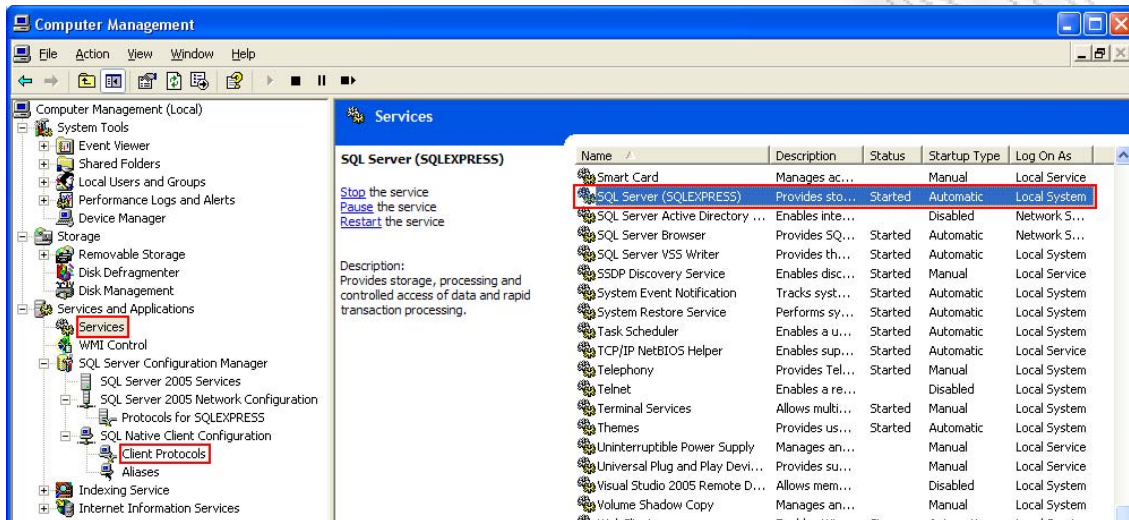 Computer Management
File Action View Window Help
Computer Management (Local)
System Tools
Event Viewer
Shared Folders
Local Users and Groups
Performance Logs and Alerts
Device Manager
Storage
Removable Storage
Disk Defragmenter
Disk Management
Services and Applications
Services
WMI Control
SQL Server Configuration Manager
SQL Server 2005 Services
SQL Server 2005 Network Configuration
Protocols for SQLEXPRESS
SQL Native Client Configuration
Client Protocols
Aliases
Indexing Service
Internet Information Services
Services
SQL Server (SQLEXPRESS)
Stop the service
Pause the service
Restart the service
Description:
Provides storage, processing and
controlled access of data and rapid
transaction processing.
Name Description Status Startup Type Log On As
Smart Card Manages ac... Manual Local Service
SQL Server (SQLEXPRESS) Provides sto... Started Automatic Local System
SQL Server Active Directory ... Enables inte... Disabled Network S...
SQL Server Browser Provides SQ... Started Automatic Network S...
SQL Server VSS Writer Provides th... Started Automatic Local System
SSDP Discovery Service Enables disc... Started Manual Local Service
System Event Notification Tracks syst... Started Automatic Local System
System Restore Service Performs sy... Started Automatic Local System
Task Scheduler Enables a u... Started Automatic Local System
TCP/IP NetBIOS Helper Enables sup... Started Automatic Local Service
Telephony Provides Tel... Started Manual Local System
Telnet Enables a re... Disabled Local System
Terminal Services Allows multi... Started Manual Local System
Themes Provides us... Started Automatic Local System
Uninterruptible Power Supply Manages an... Manual Local Service
Universal Plug and Play Devi... Provides su... Manual Local Service
Visual Studio 2005 Remote D... Allows mem... Disabled Local System
Volume Shadow Copy Manages an... Manual Local System